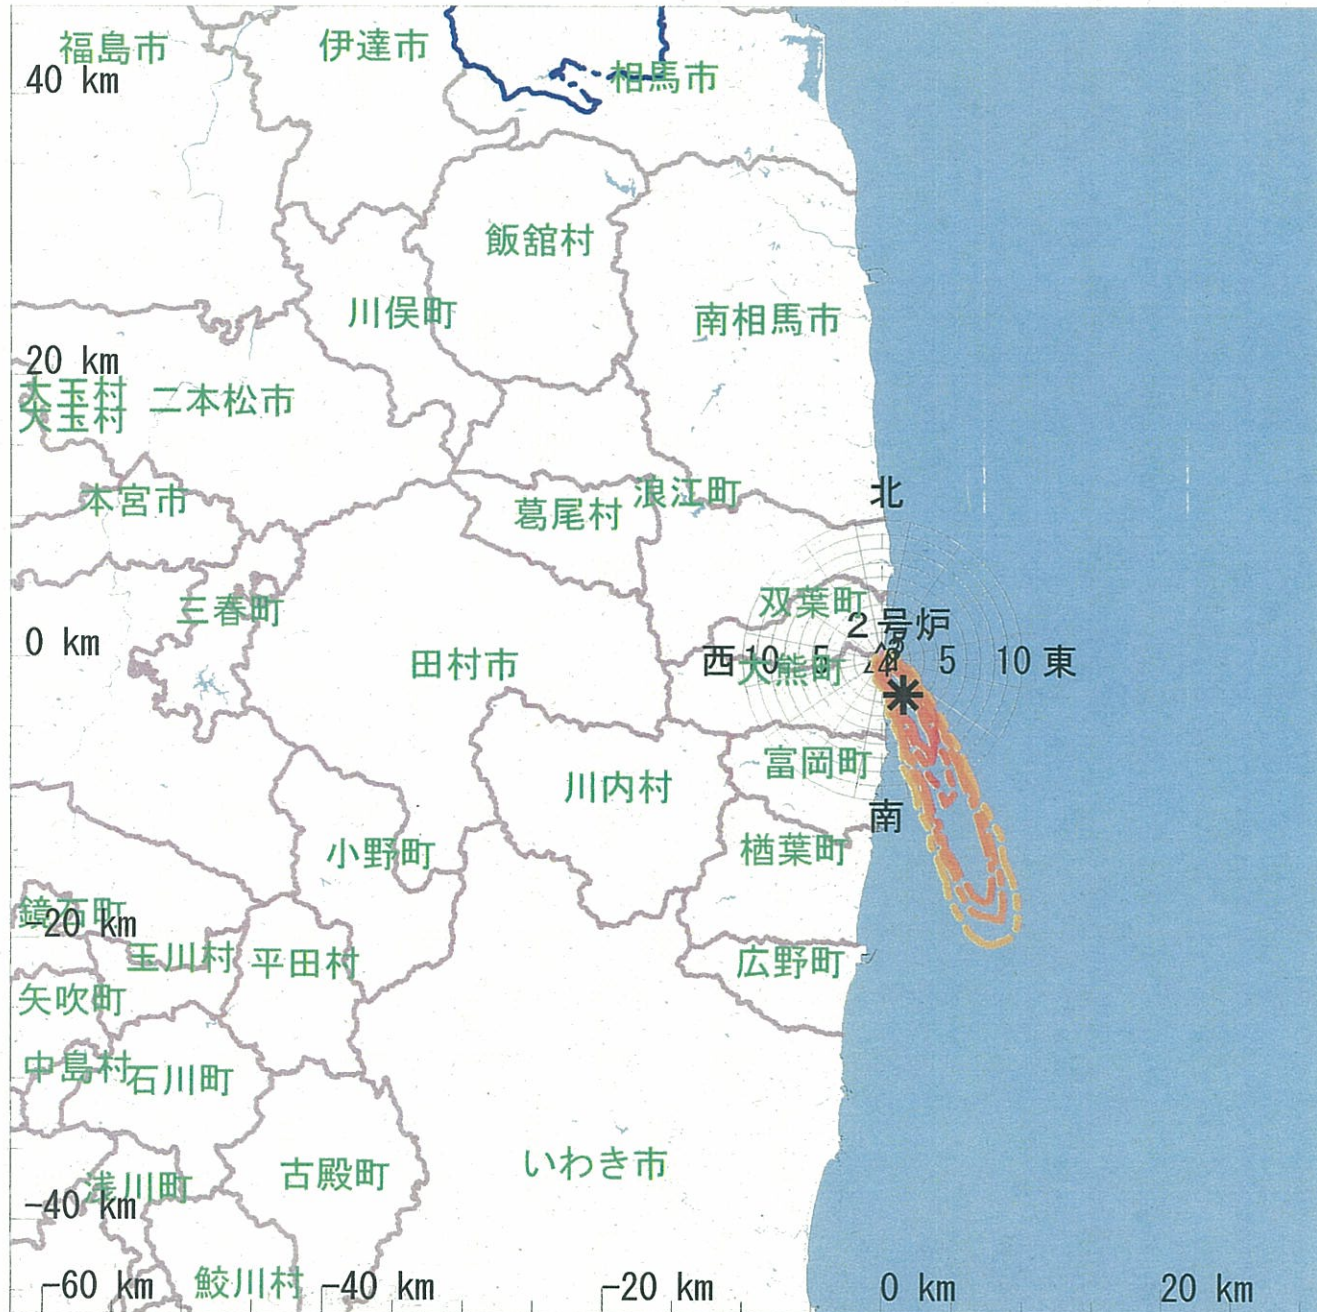 福島市
伊達市
相馬市
40 km
飯舘村
川俣町
南相馬市
20 km
大玉村
大玉村
二本松市
本宮市
葛尾村
浪江町
北
三春町
双葉町
2号炉
0 km
田村市
西 10 5
5 10 東
大熊町
川内村
富岡町
南
小野町
楢葉町
鏡石町
-20 km
玉川村
平田村
広野町
矢吹町
中島村
石川町
いわき市
古殿町
浅川町
-40 km
鮫川村
-60 km
-40 km
-20 km
0 km
20 km